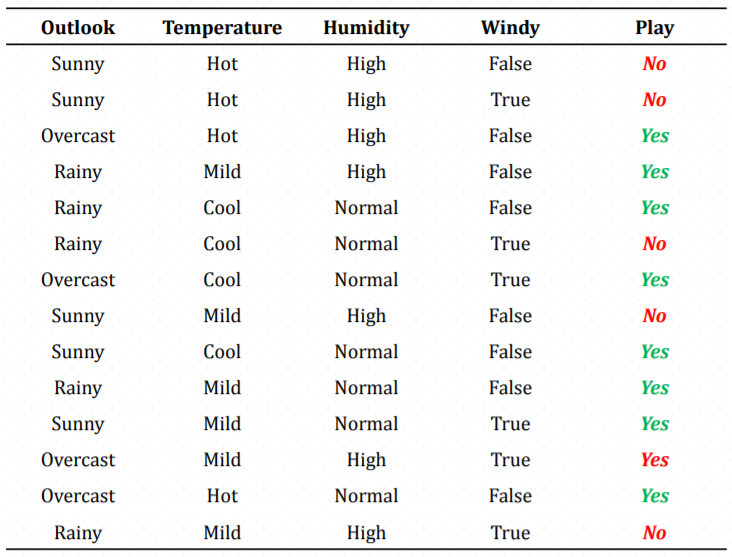 Outlook Temperature Humidity Windy Play
Sunny Hot High False No
Sunny Hot High True No
Overcast Hot High False Yes
Rainy Mild High False Yes
Rainy Cool Normal False Yes
Rainy Cool Normal True No
Overcast Cool Normal True Yes
Sunny Mild High False No
Sunny Cool Normal False Yes
Rainy Mild Normal False Yes
Sunny Mild Normal True Yes
Overcast Mild High True Yes
Overcast Hot Normal False Yes
Rainy Mild High True No